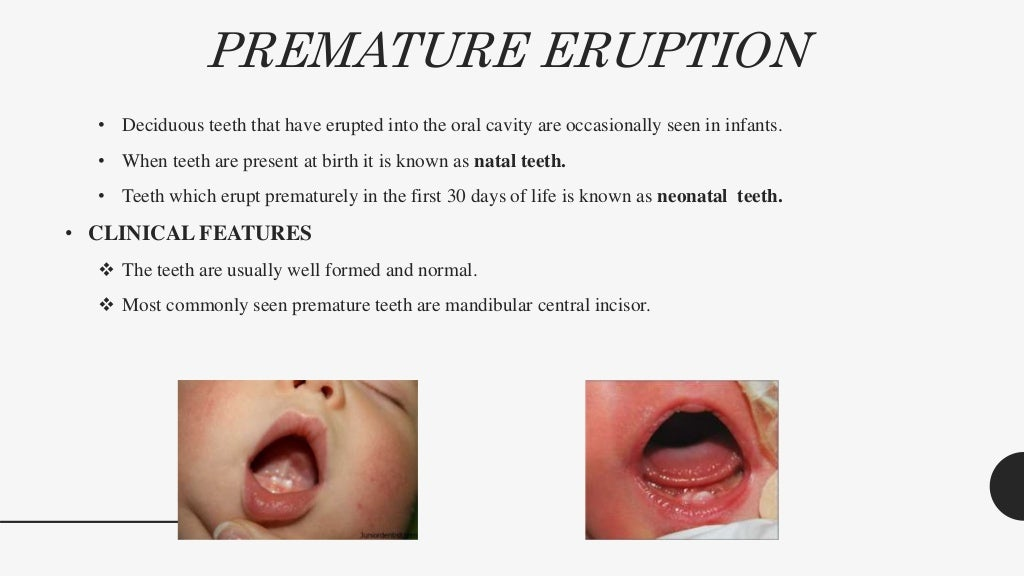 PREMATURE ERUPTION
• Deciduous teeth that have erupted into the oral cavity are occasionally seen in infants.
• When teeth are present at birth it is known as natal teeth.
• Teeth which erupt prematurely in the first 30 days of life is known as neonatal teeth.
• CLINICAL FEATURES
❖ The teeth are usually well formed and normal.
❖ Most commonly seen premature teeth are mandibular central incisor.